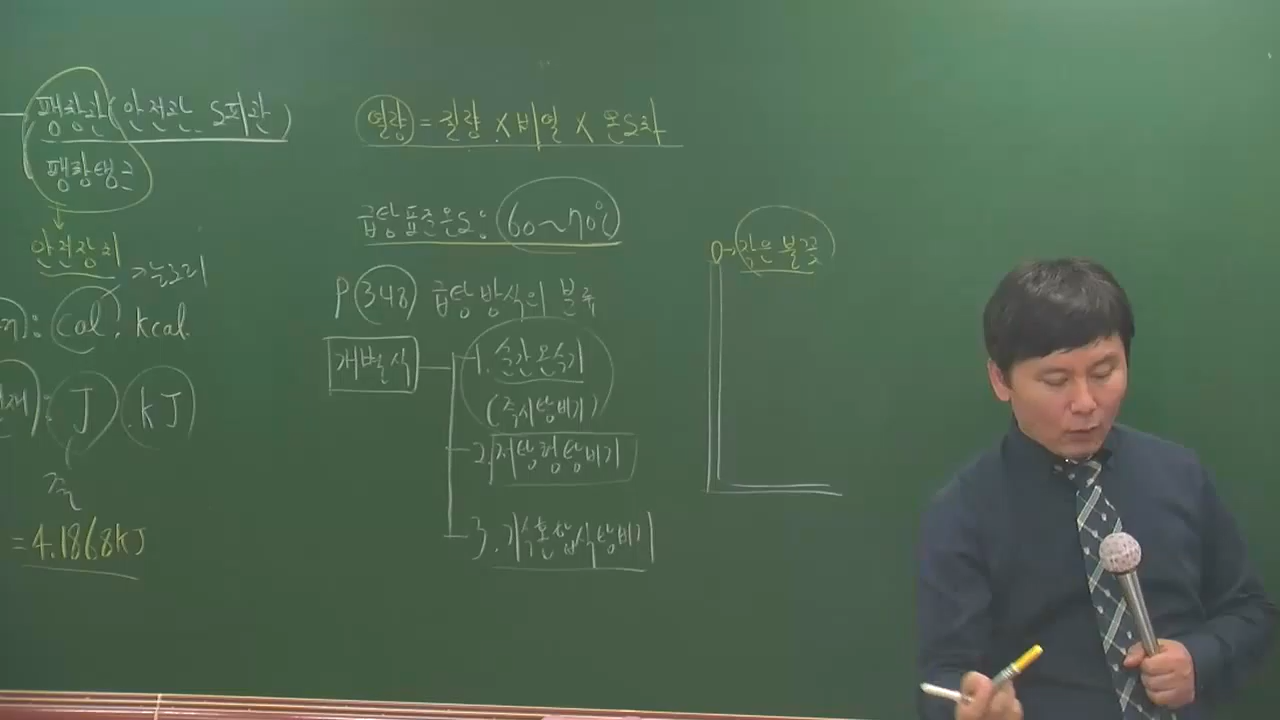 팽창관(안전관 S파관)
팽창탱크
안전장치
): cal, kcal
): J, kJ
= 4.1868kJ
열량 = 질량 X 비열 X 온도차
급탕표준온도: 60~70℃
P(348) 급탕방식의 분류
개별식
1. 순간온수기
(즉시탕비기)
2. 저탕형탕비기
3. 기수혼합식탕비기
작은 불꽃